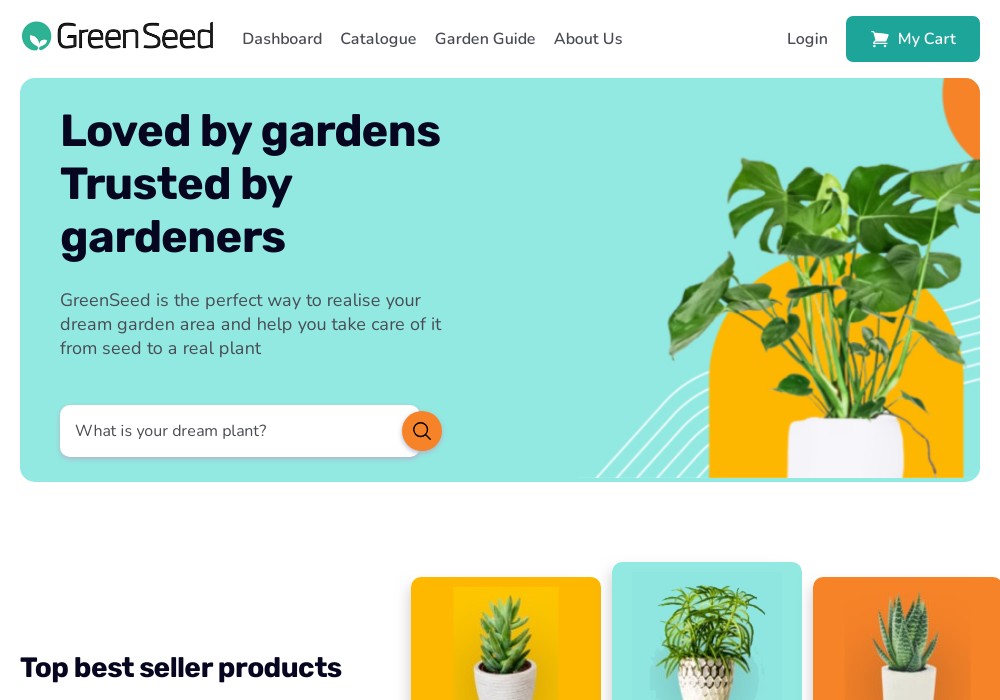 GreenSeed
Dashboard
Catalogue
Garden Guide
About Us
Login
My Cart
Loved by gardens
Trusted by
gardeners
GreenSeed is the perfect way to realise your
dream garden area and help you take care of it
from seed to a real plant
What is your dream plant?
Top best seller products